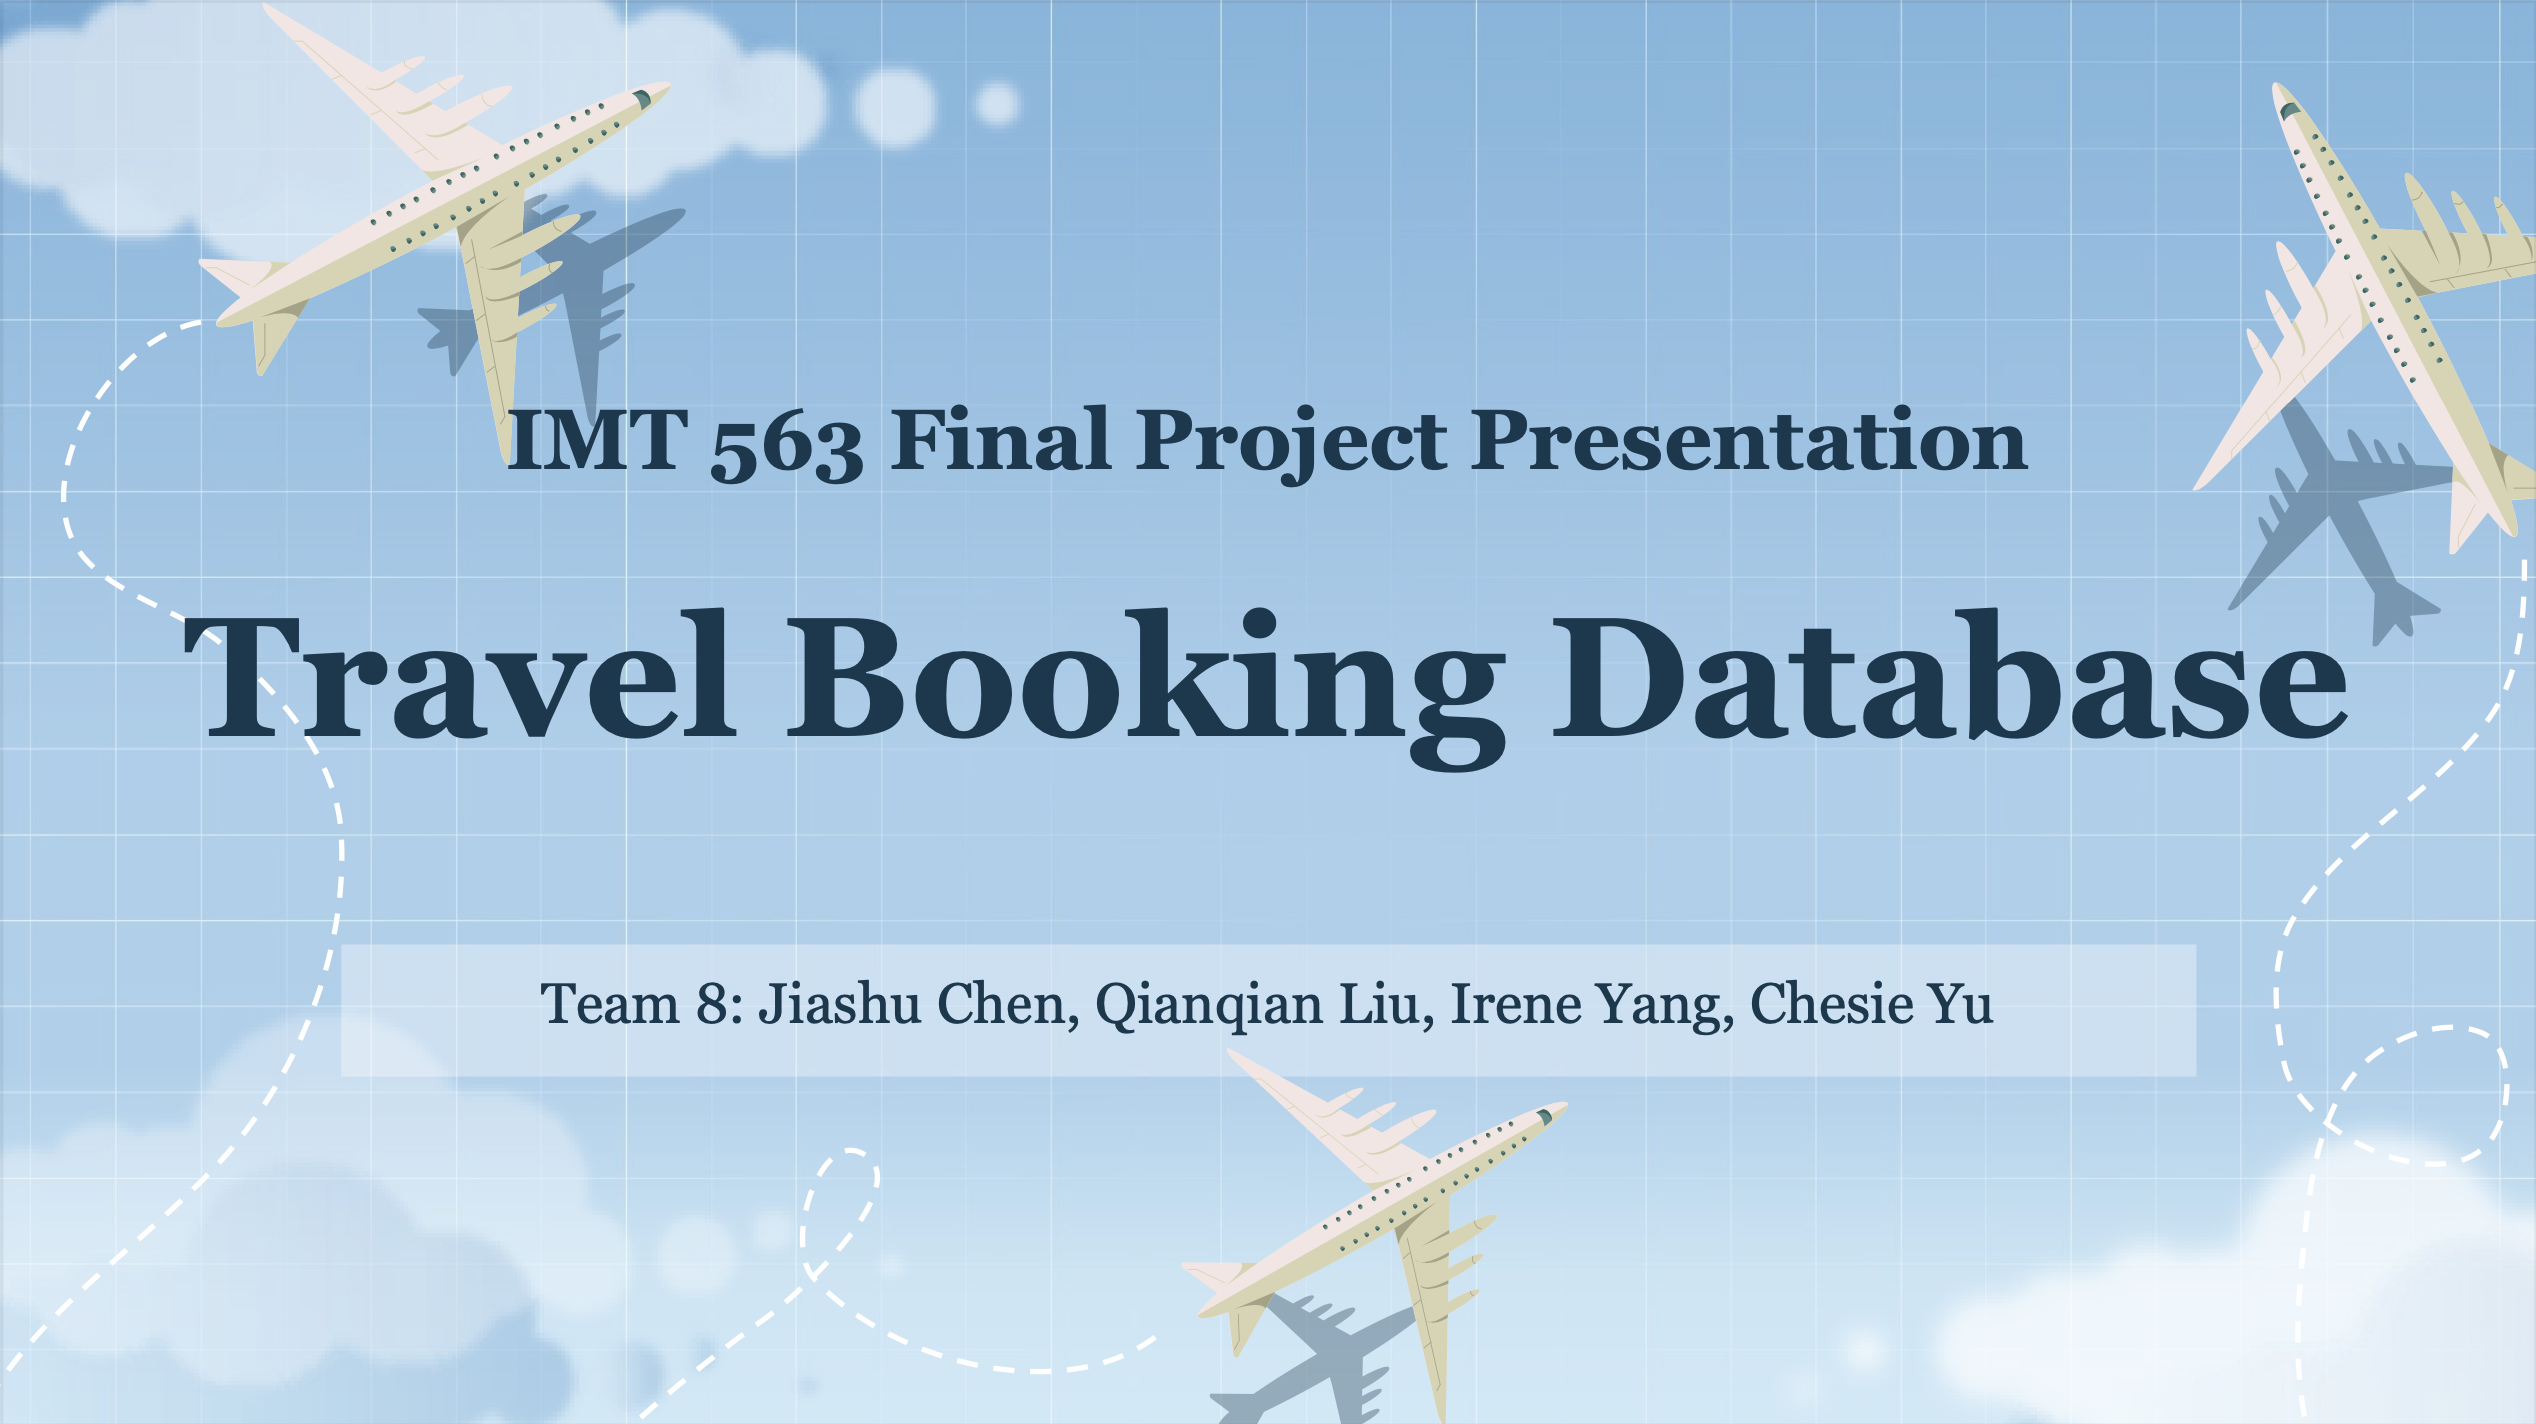 IMT 563 Final Project Presentation
Travel Booking Database
Team 8: Jiashu Chen, Qianqian Liu, Irene Yang, Chesie Yu